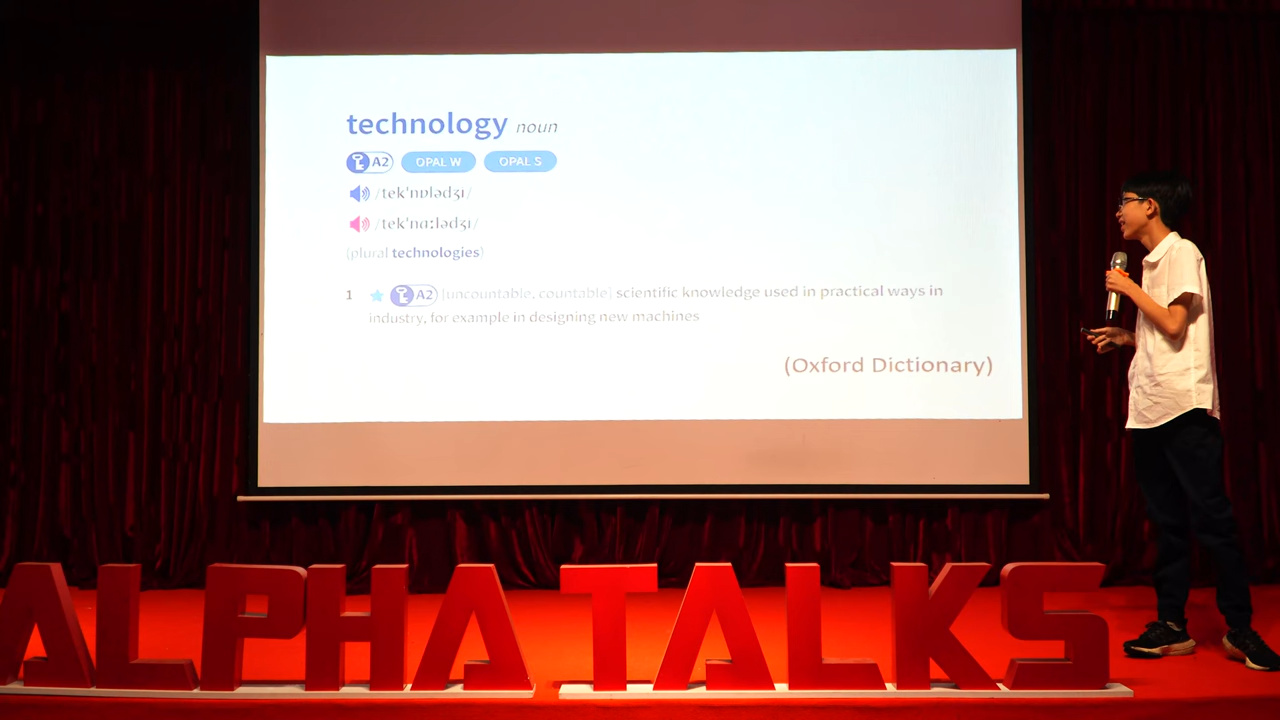 technology noun
A2 OPAL W OPAL S
/tekˈnɒlədʒi/
/tekˈnɑːlədʒi/
(plural technologies)
1 A2 [uncountable, countable] scientific knowledge used in practical ways in
industry, for example in designing new machines
(Oxford Dictionary)
ALPHA TALKS